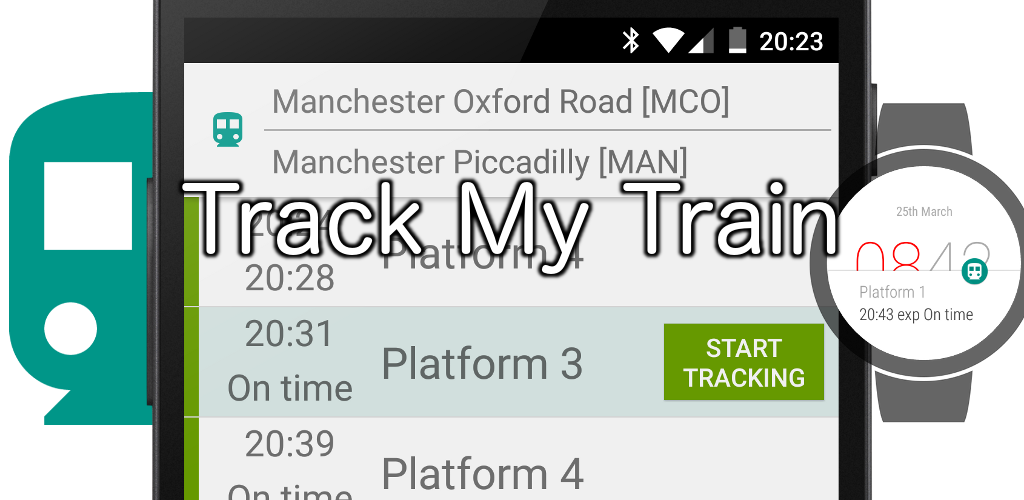 20:23
Manchester Oxford Road [MCO]
Manchester Piccadilly [MAN]
Track My Train
Platform 4
20:28
20:31
On time
Platform 3
START
TRACKING
20:39
On time
Platform 4
25th March
08
Platform 1
20:43 exp On time